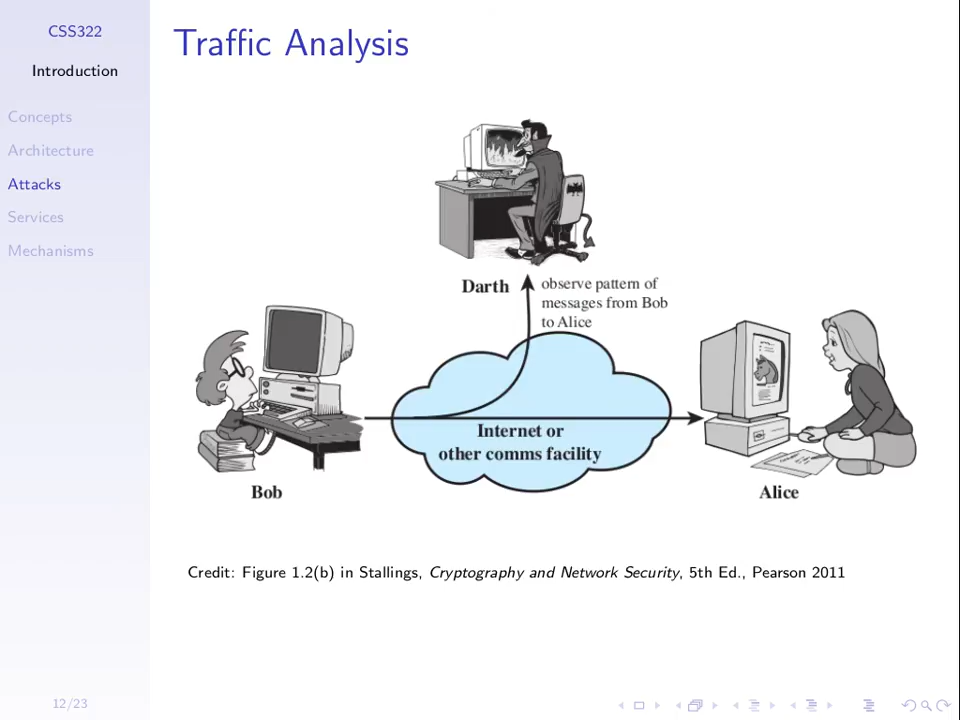 CSS322
Introduction
Concepts
Architecture
Attacks
Services
Mechanisms
12/23
Traffic Analysis
Darth
observe pattern of
messages from Bob
to Alice
Internet or
other comms facility
Bob
Alice
Credit: Figure 1.2(b) in Stallings, Cryptography and Network Security, 5th Ed., Pearson 2011